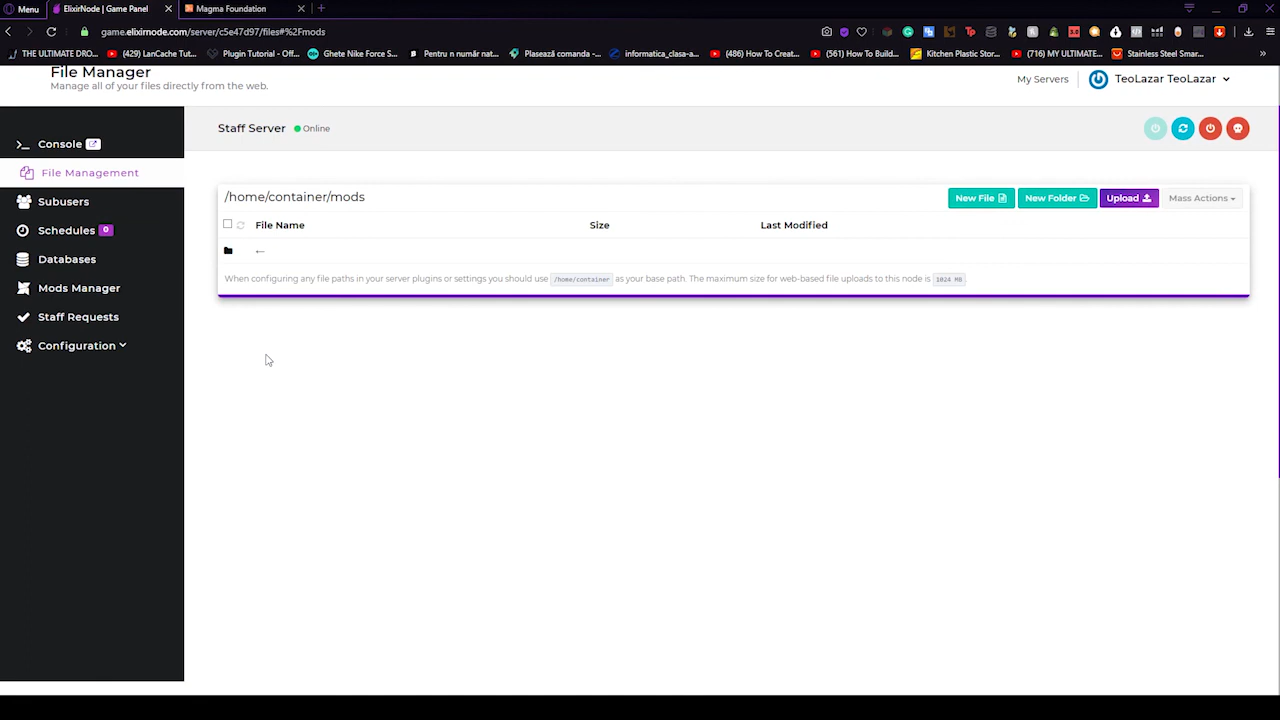 Menu
ElixirNode | Game Panel
Magma Foundation
game.elixirnode.com/server/c5e47d97/files#%2Fmods
THE ULTIMATE DRO...
(429) LanCache Tut...
Plugin Tutorial - Off...
Ghete Nike Force S...
Pentru n număr nat...
Plasează comanda -...
informatica_clasa-a...
(486) How To Creat...
(561) How To Build...
Kitchen Plastic Stor...
(716) MY ULTIMATE...
Stainless Steel Smar...
File Manager
Manage all of your files directly from the web.
My Servers
TeoLazar TeoLazar
Console
File Management
Subusers
Schedules 0
Databases
Mods Manager
Staff Requests
Configuration
Staff Server
Online
/home/container/mods
New File
New Folder
Upload
Mass Actions
File Name
Size
Last Modified
←
When configuring any file paths in your server plugins or settings you should use /home/container as your base path. The maximum size for web-based file uploads to this node is 1024 MB.